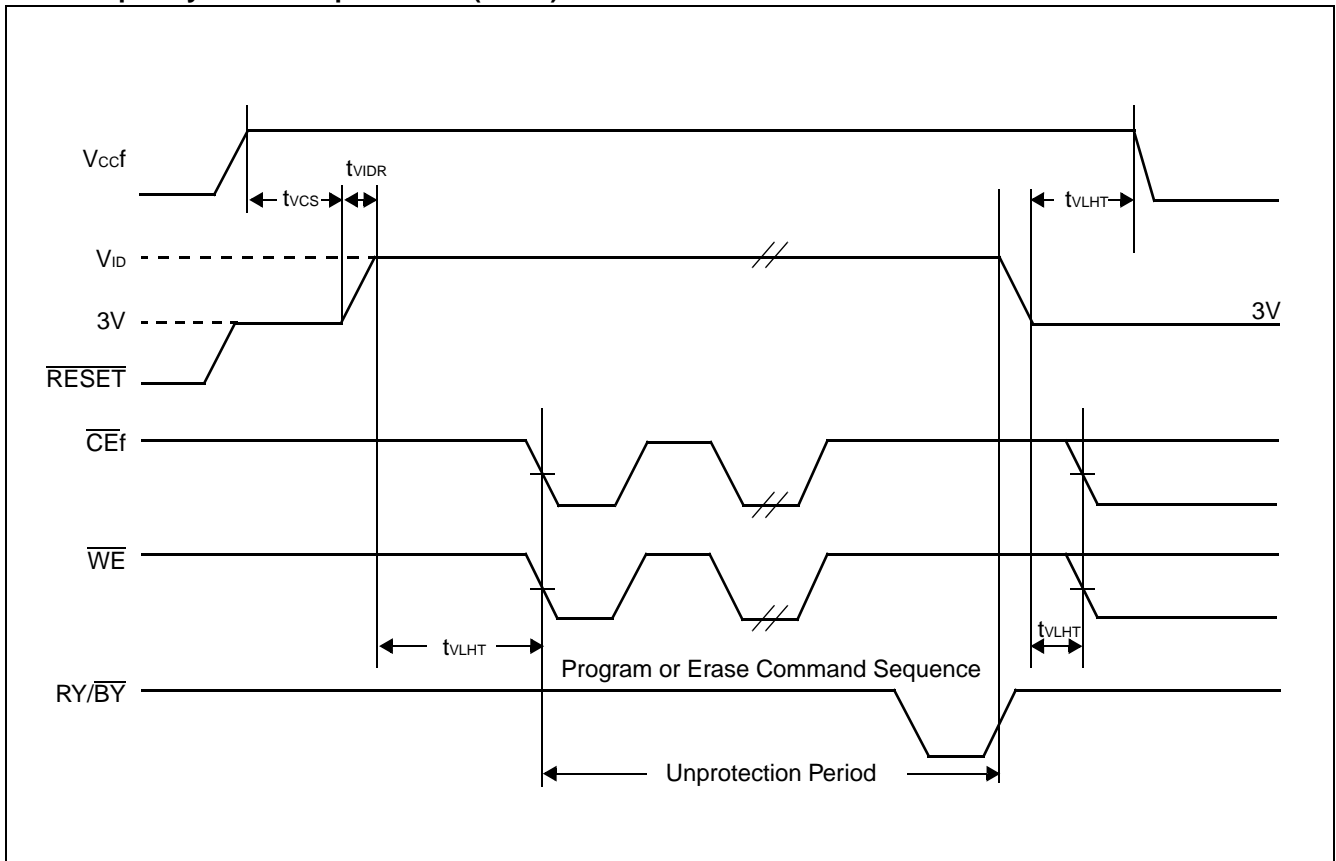 Vccf
tVIDR
tVCS
tVLHT
VID
3V
3V
RESET
CEf
WE
tVLHT
tVLHT
Program or Erase Command Sequence
RY/BY
Unprotection Period